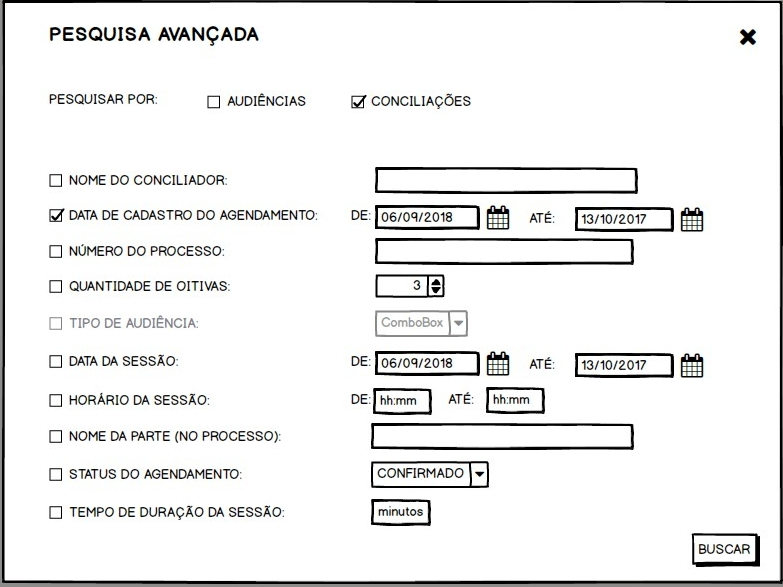 PESQUISA AVANÇADA
PESQUISAR POR: AUDIÊNCIAS CONCILIAÇÕES
NOME DO CONCILIADOR:
DATA DE CADASTRO DO AGENDAMENTO: DE: 06/09/2018 ATÉ: 13/10/2017
NÚMERO DO PROCESSO:
QUANTIDADE DE OITIVAS: 3
TIPO DE AUDIÊNCIA: ComboBox
DATA DA SESSÃO: DE: 06/09/2018 ATÉ: 13/10/2017
HORÁRIO DA SESSÃO: DE: hh:mm ATÉ: hh:mm
NOME DA PARTE (NO PROCESSO):
STATUS DO AGENDAMENTO: CONFIRMADO
TEMPO DE DURAÇÃO DA SESSÃO: minutos
BUSCAR